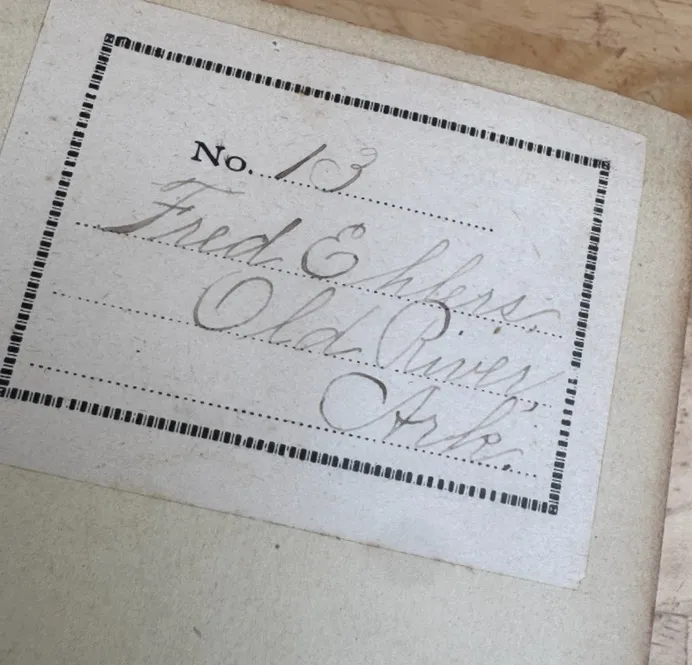 No. 13
Fred Ehlers,
Old River,
Ark.